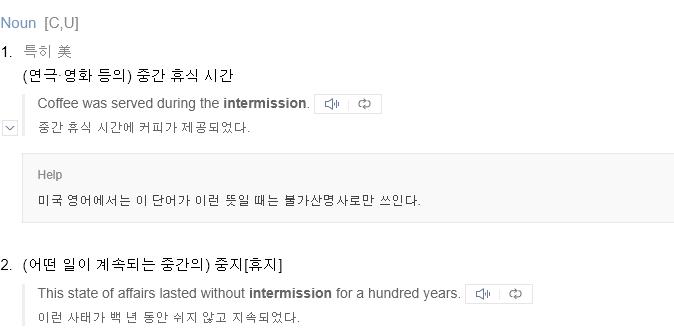 Noun [C,U]
1. 특히 美
(연극·영화 등의) 중간 휴식 시간
Coffee was served during the intermission.
중간 휴식 시간에 커피가 제공되었다.
Help
미국 영어에서는 이 단어가 이런 뜻일 때는 불가산명사로만 쓰인다.
2. (어떤 일이 계속되는 중간의) 중지[휴지]
This state of affairs lasted without intermission for a hundred years.
이런 사태가 백 년 동안 쉬지 않고 지속되었다.